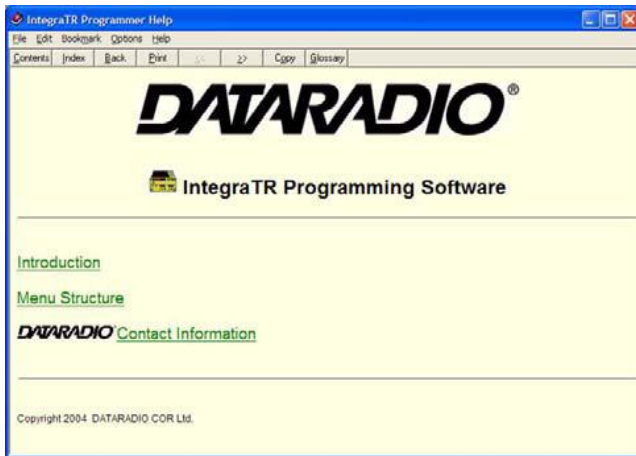 IntegraTR Programmer Help
File Edit Bookmark Options Help
Contents Index Back Print << >> Copy Glossary
DATARADIO®
IntegraTR Programming Software
Introduction
Menu Structure
DATARADIO Contact Information
Copyright 2004 DATARADIO COR Ltd.